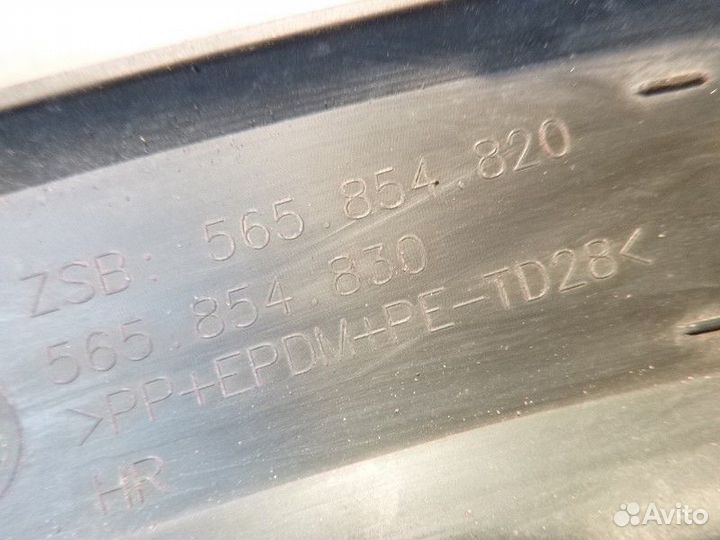 ZSB: 565.854.820
565.854.830
>PP+EPDM+PE-TD28<
HR
Avito